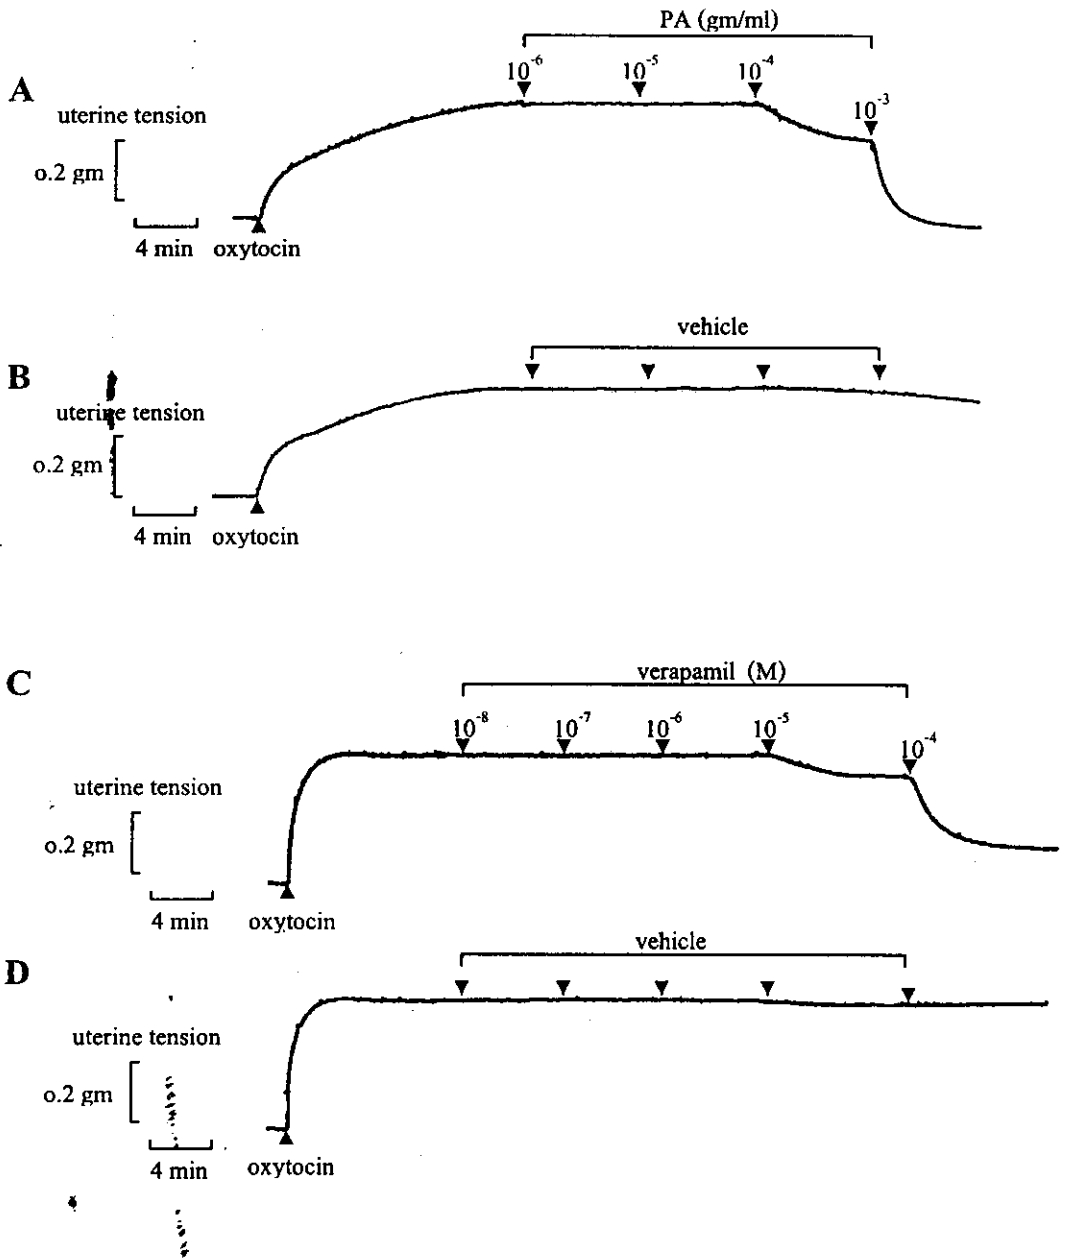 PA (gm/ml)
10-6 10-5 10-4 10-3
A
uterine tension
o.2 gm
4 min oxytocin
vehicle
B
uterine tension
o.2 gm
4 min oxytocin
C
verapamil (M)
10-8 10-7 10-6 10-5 10-4
uterine tension
o.2 gm
4 min oxytocin
vehicle
D
uterine tension
o.2 gm
4 min oxytocin